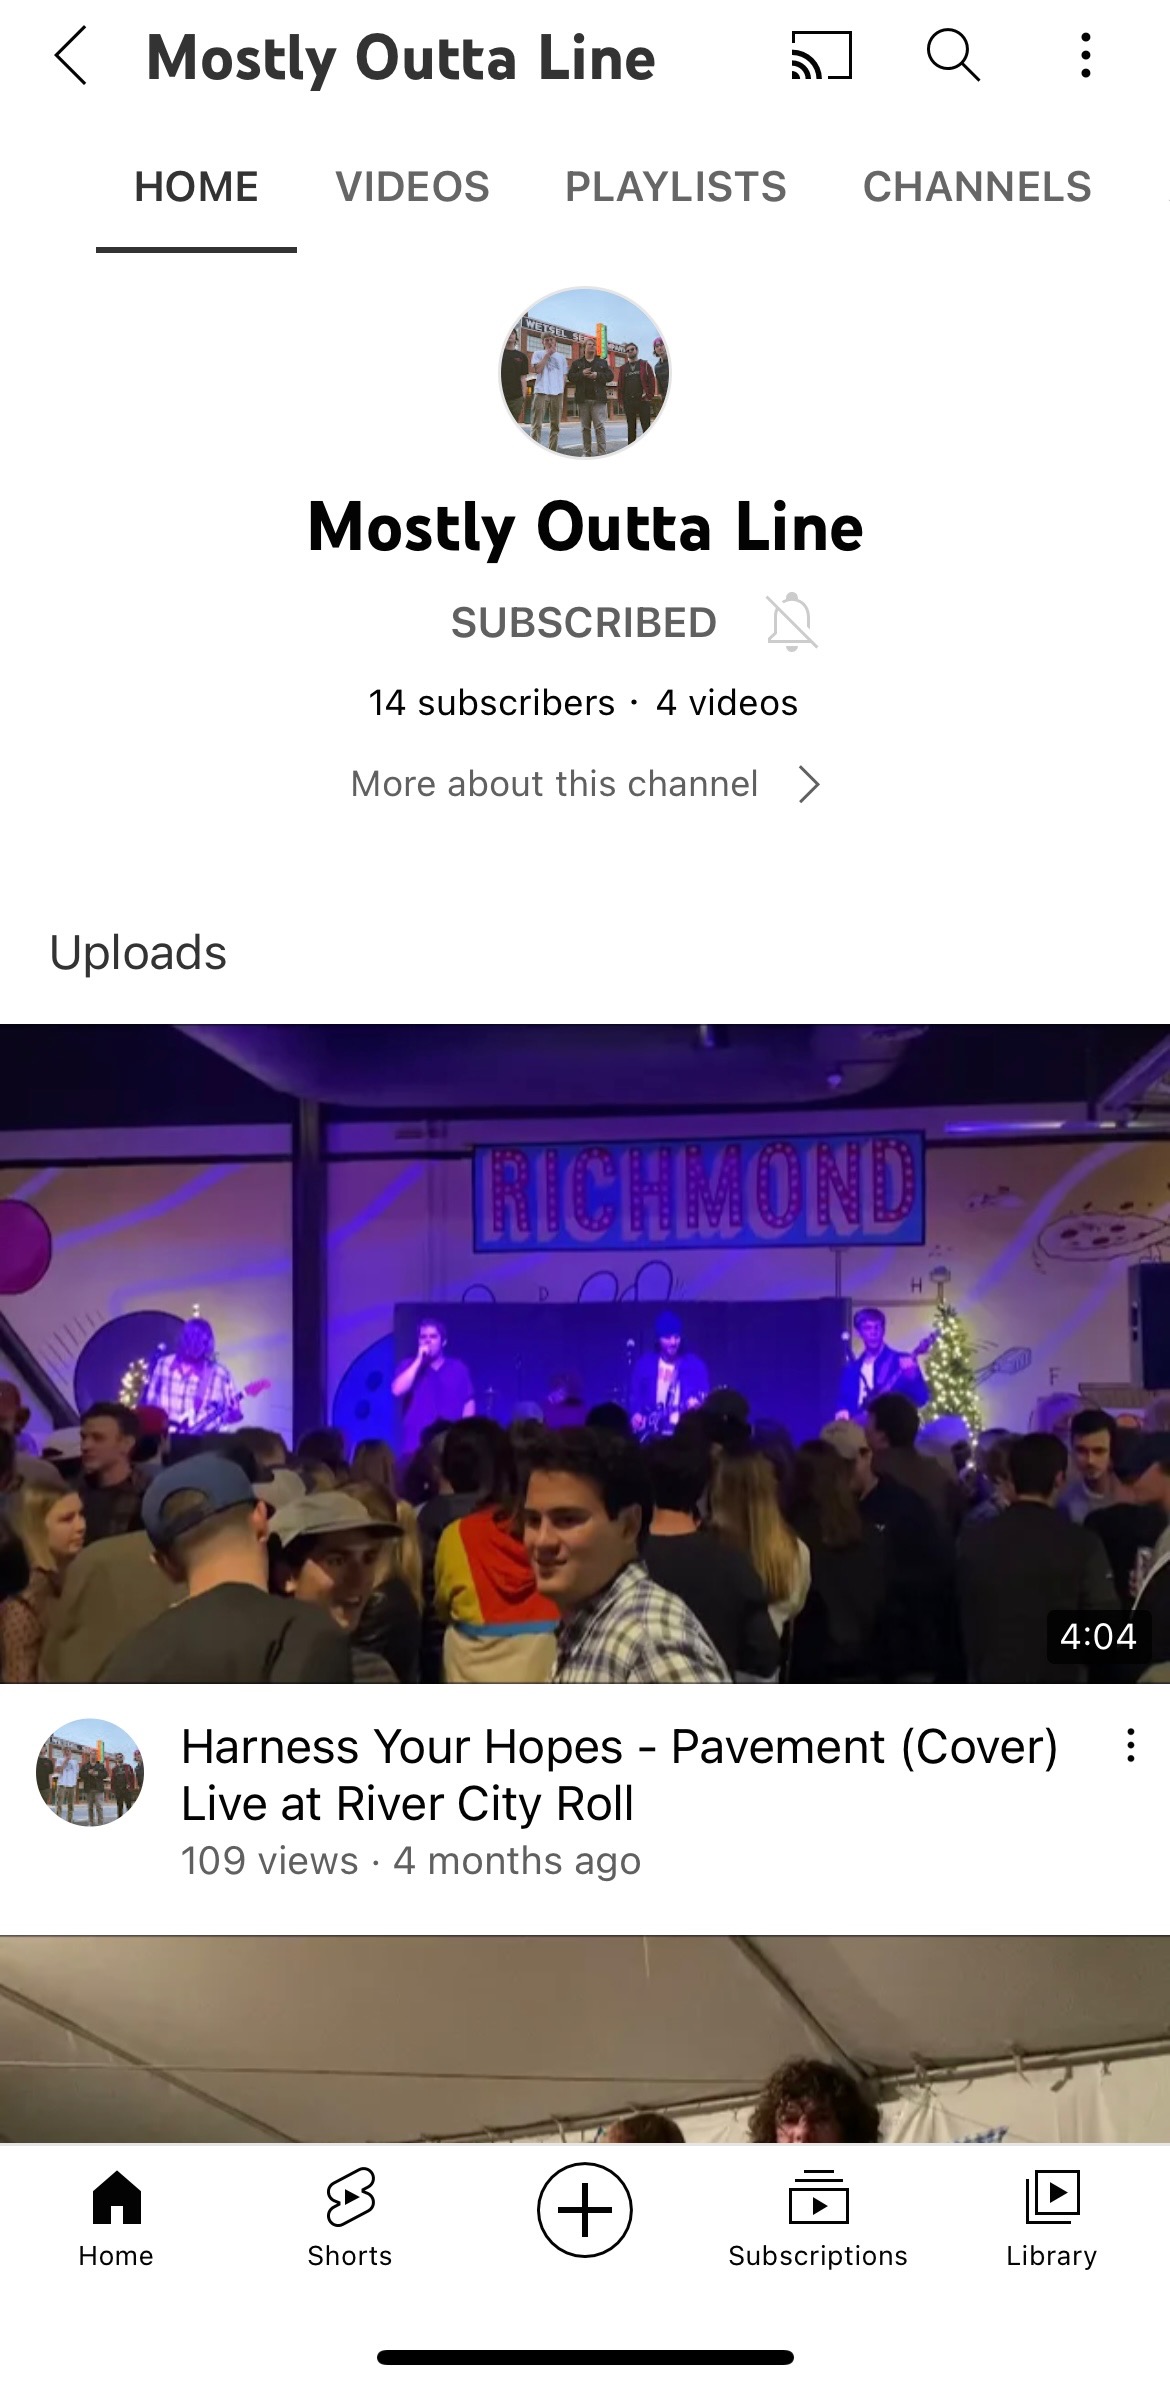 Mostly Outta Line
HOME VIDEOS PLAYLISTS CHANNELS
WETSEL SE
Mostly Outta Line
SUBSCRIBED
14 subscribers · 4 videos
More about this channel
Uploads
RICHMOND
D
H
F
4:04
Harness Your Hopes - Pavement (Cover)
Live at River City Roll
109 views · 4 months ago
Home Shorts Subscriptions Library